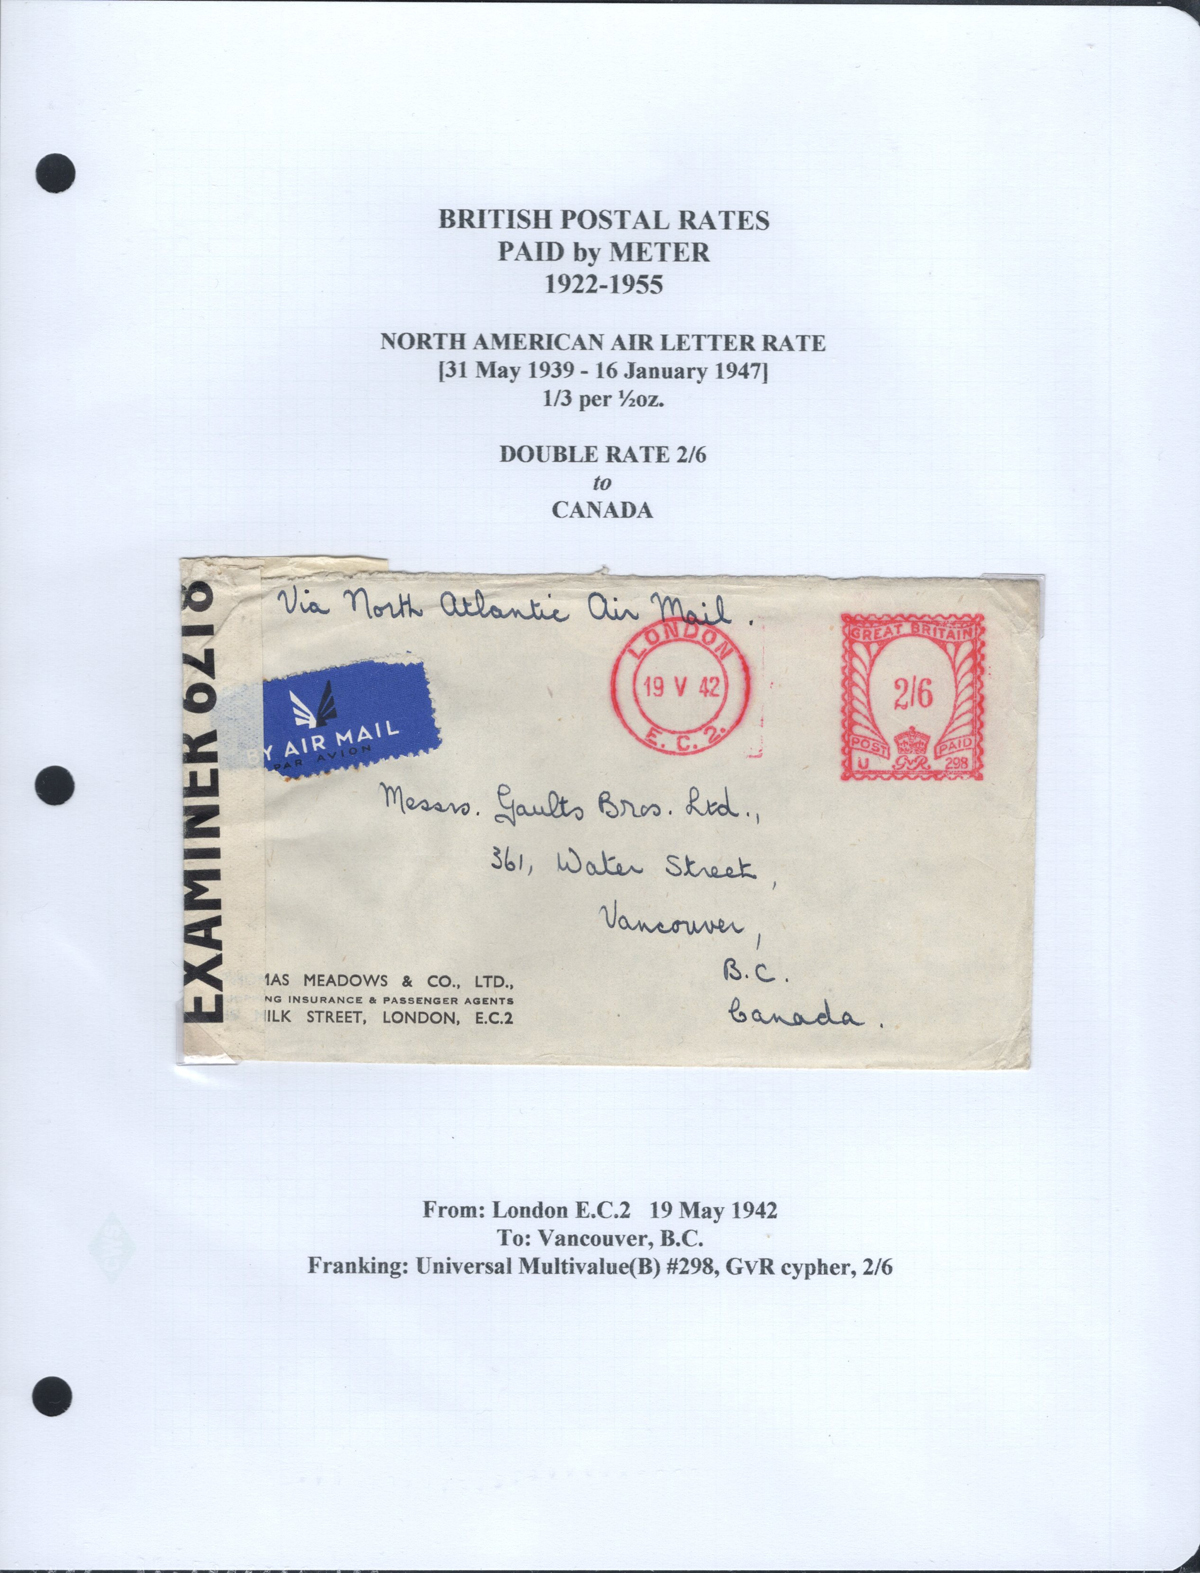 BRITISH POSTAL RATES
PAID by METER
1922-1955
NORTH AMERICAN AIR LETTER RATE
[31 May 1939 - 16 January 1947]
1/3 per ½oz.
DOUBLE RATE 2/6
to
CANADA
EXAMINER 6218
Via North Atlantic Air Mail.
LONDON
19 V 42
E.C.2.
GREAT BRITAIN
2/6
POST PAID
U GVR 298
BY AIR MAIL
PAR AVION
Messrs. Gaults Bros. Ltd.,
361, Water Street,
Vancouver,
B.C.
Canada.
MAS MEADOWS & CO., LTD.,
NG INSURANCE & PASSENGER AGENTS
ILK STREET, LONDON, E.C.2
From: London E.C.2 19 May 1942
To: Vancouver, B.C.
Franking: Universal Multivalue(B) #298, GVR cypher, 2/6